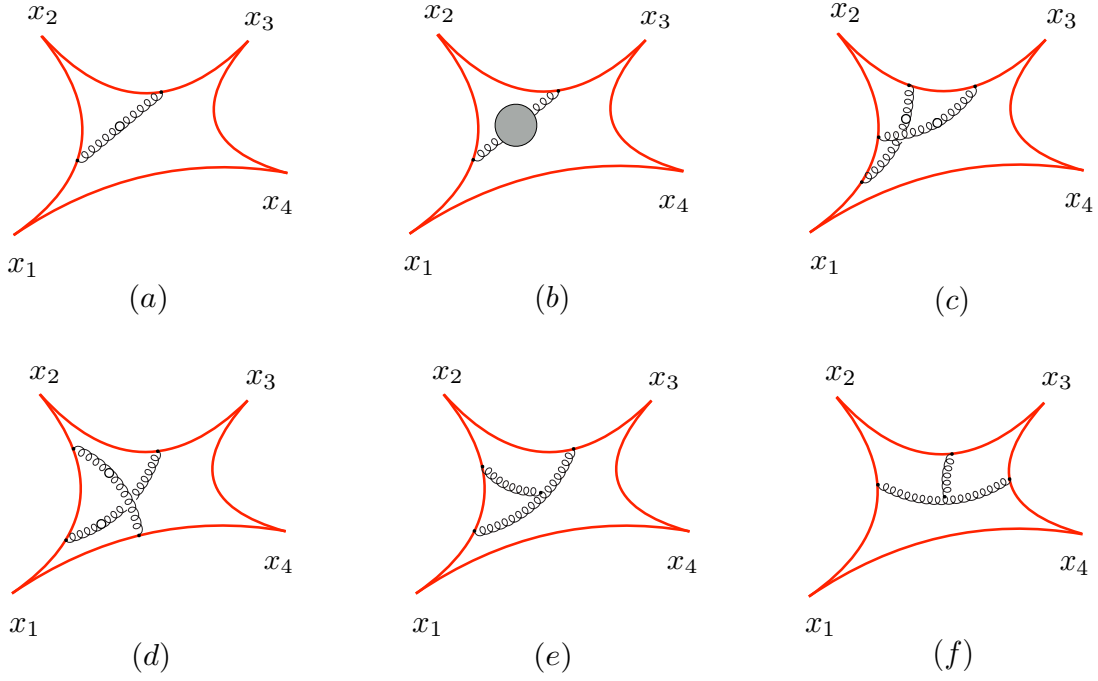 x₂ x₃ x₂ x₃ x₂ x₃
x₄ x₄ x₄
x₁ x₁ x₁
(a) (b) (c)
x₂ x₃ x₂ x₃ x₂ x₃
x₄ x₄ x₄
x₁ x₁ x₁
(d) (e) (f)